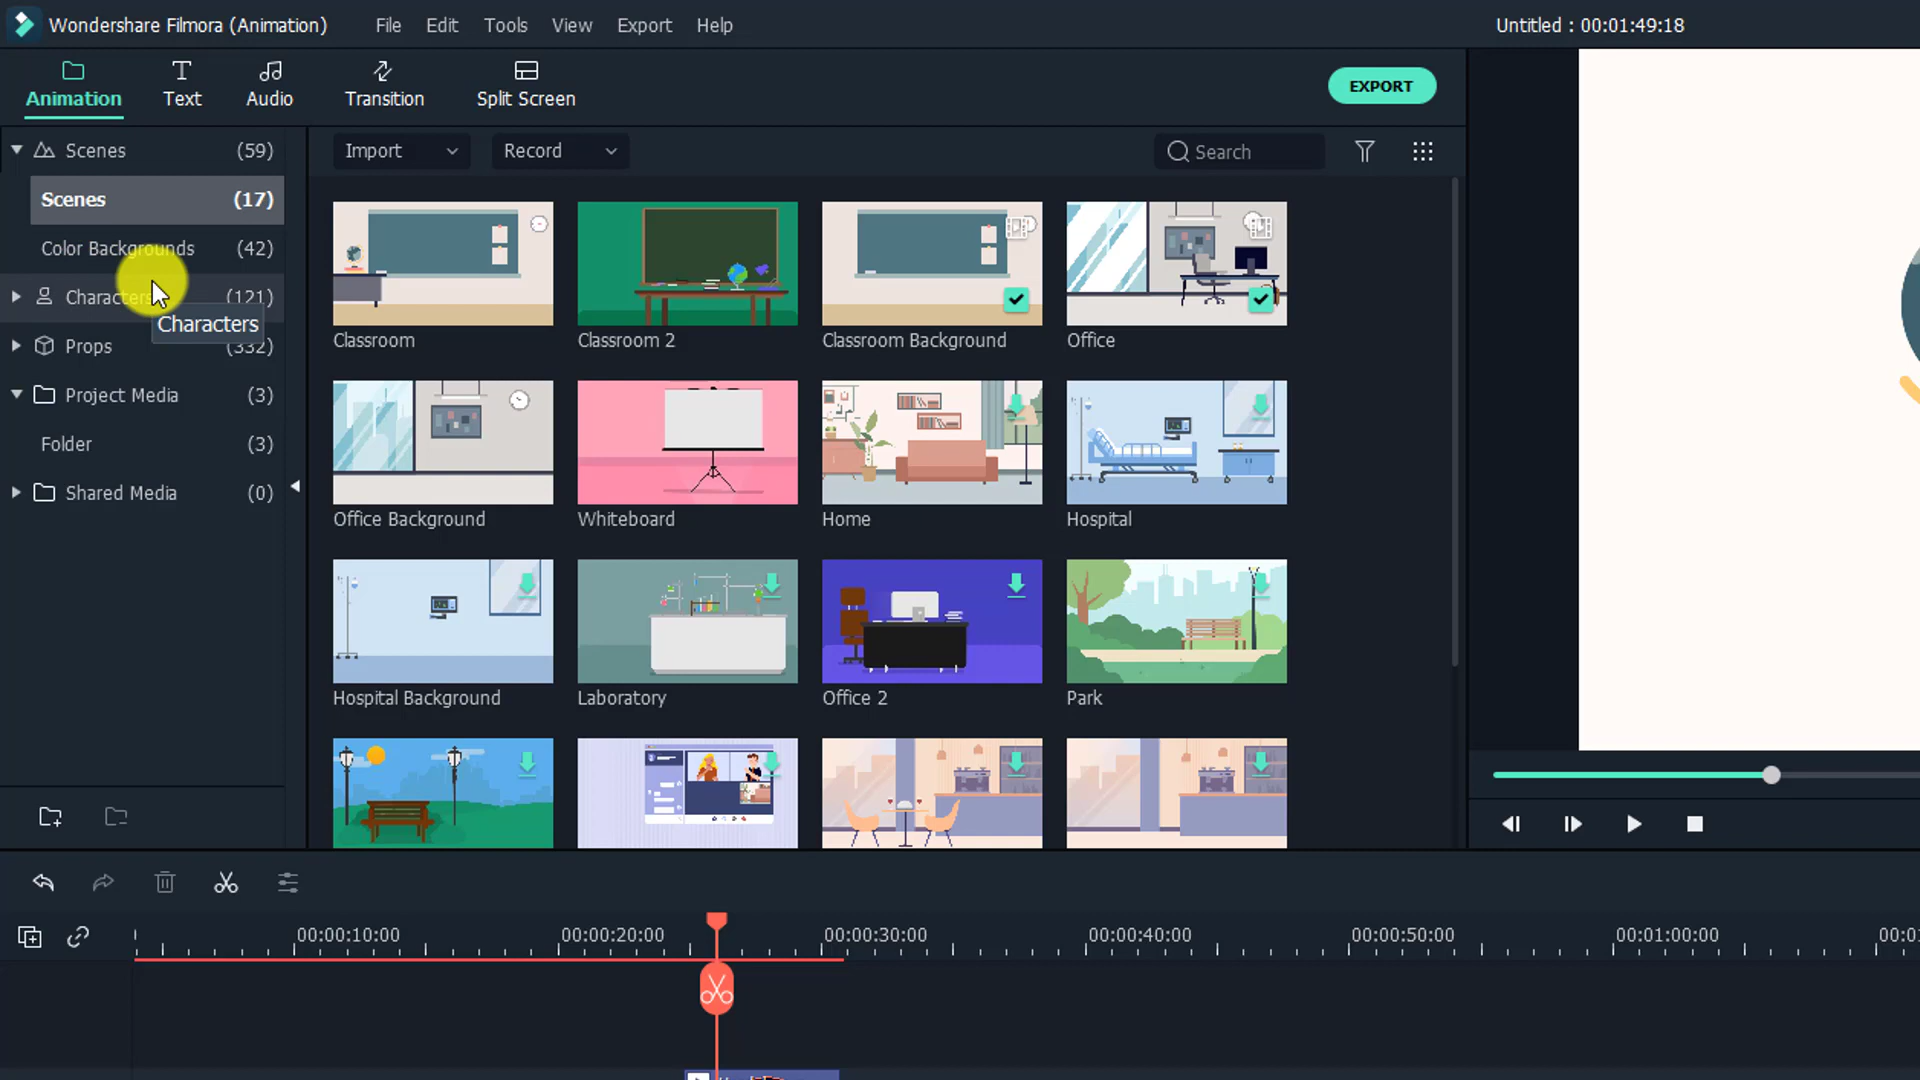 Wondershare Filmora (Animation) File Edit Tools View Export Help Untitled : 00:01:49:18
Animation Text Audio Transition Split Screen EXPORT
Scenes (59) Import Record Search
Scenes (17)
Color Backgrounds (42)
Characters (121)
Characters
Props (332)
Project Media (3)
Folder (3)
Shared Media (0)
Classroom Classroom 2 Classroom Background Office
Office Background Whiteboard Home Hospital
Hospital Background Laboratory Office 2 Park
00:00:10:00 00:00:20:00 00:00:30:00 00:00:40:00 00:00:50:00 00:01:00:00